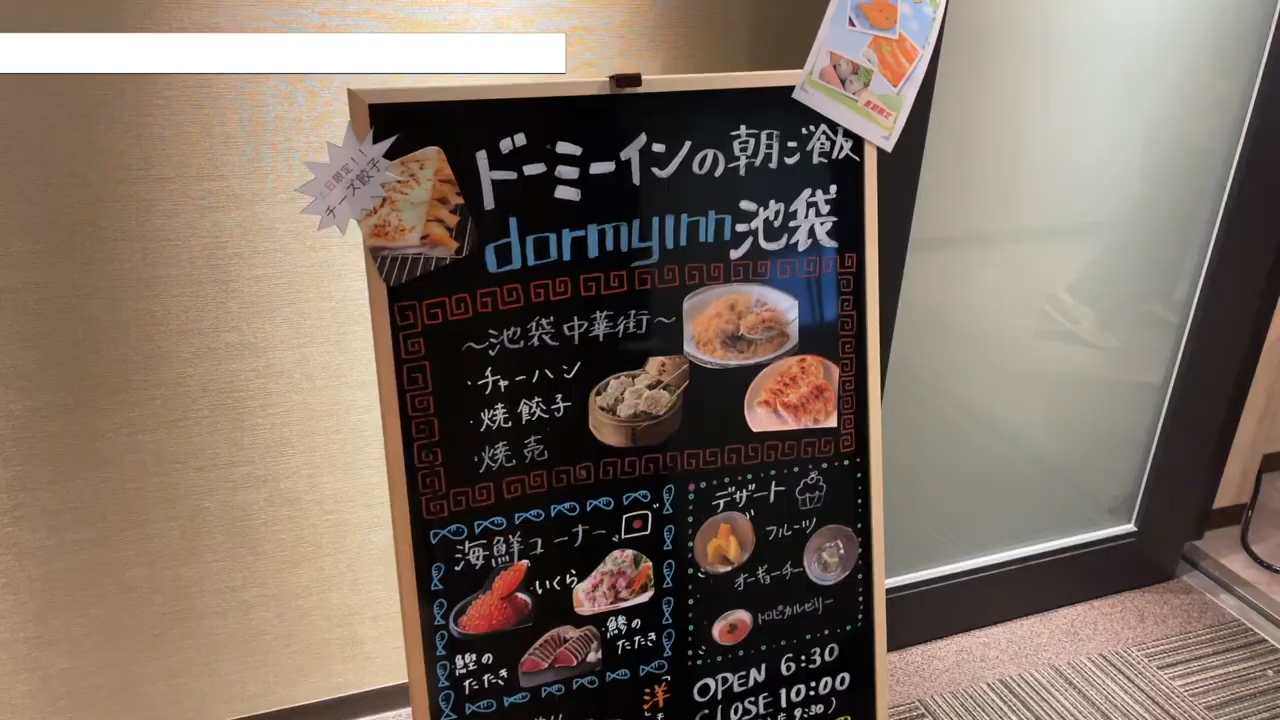 日限定!!
チーズ餃子
ドーミーインの朝ご飯
dormyinn池袋
～池袋中華街～
・チャーハン
・焼餃子
・焼売
海鮮コーナー
・いくら
・鯵の
たたき
・鰹の
たたき
デザート
フルーツ
オーギョーチー
トロピカルゼリー
OPEN 6:30
CLOSE 10:00
9:30)
「洋」